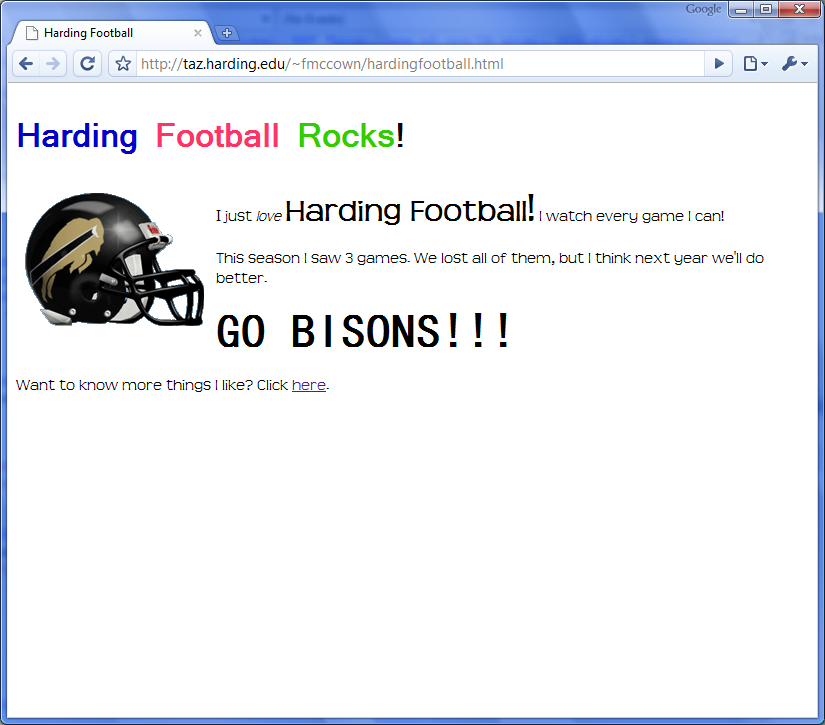 Google
Harding Football
http://taz.harding.edu/~fmccown/hardingfootball.html
Harding Football Rocks!
I just love Harding Football! I watch every game I can!
This season I saw 3 games. We lost all of them, but I think next year we'll do
better.
GO BISONS!!!
Want to know more things I like? Click here.